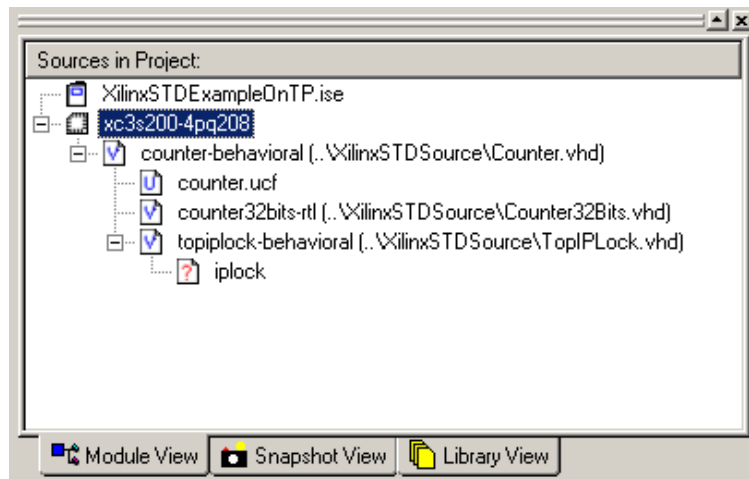 Sources in Project:
XilinxSTDExampleOnTP.ise
xc3s200-4pq208
counter-behavioral (..\XilinxSTDSource\Counter.vhd)
counter.ucf
counter32bits-rtl (..\XilinxSTDSource\Counter32Bits.vhd)
topiplock-behavioral (..\XilinxSTDSource\TopIPLock.vhd)
iplock
Module View Snapshot View Library View